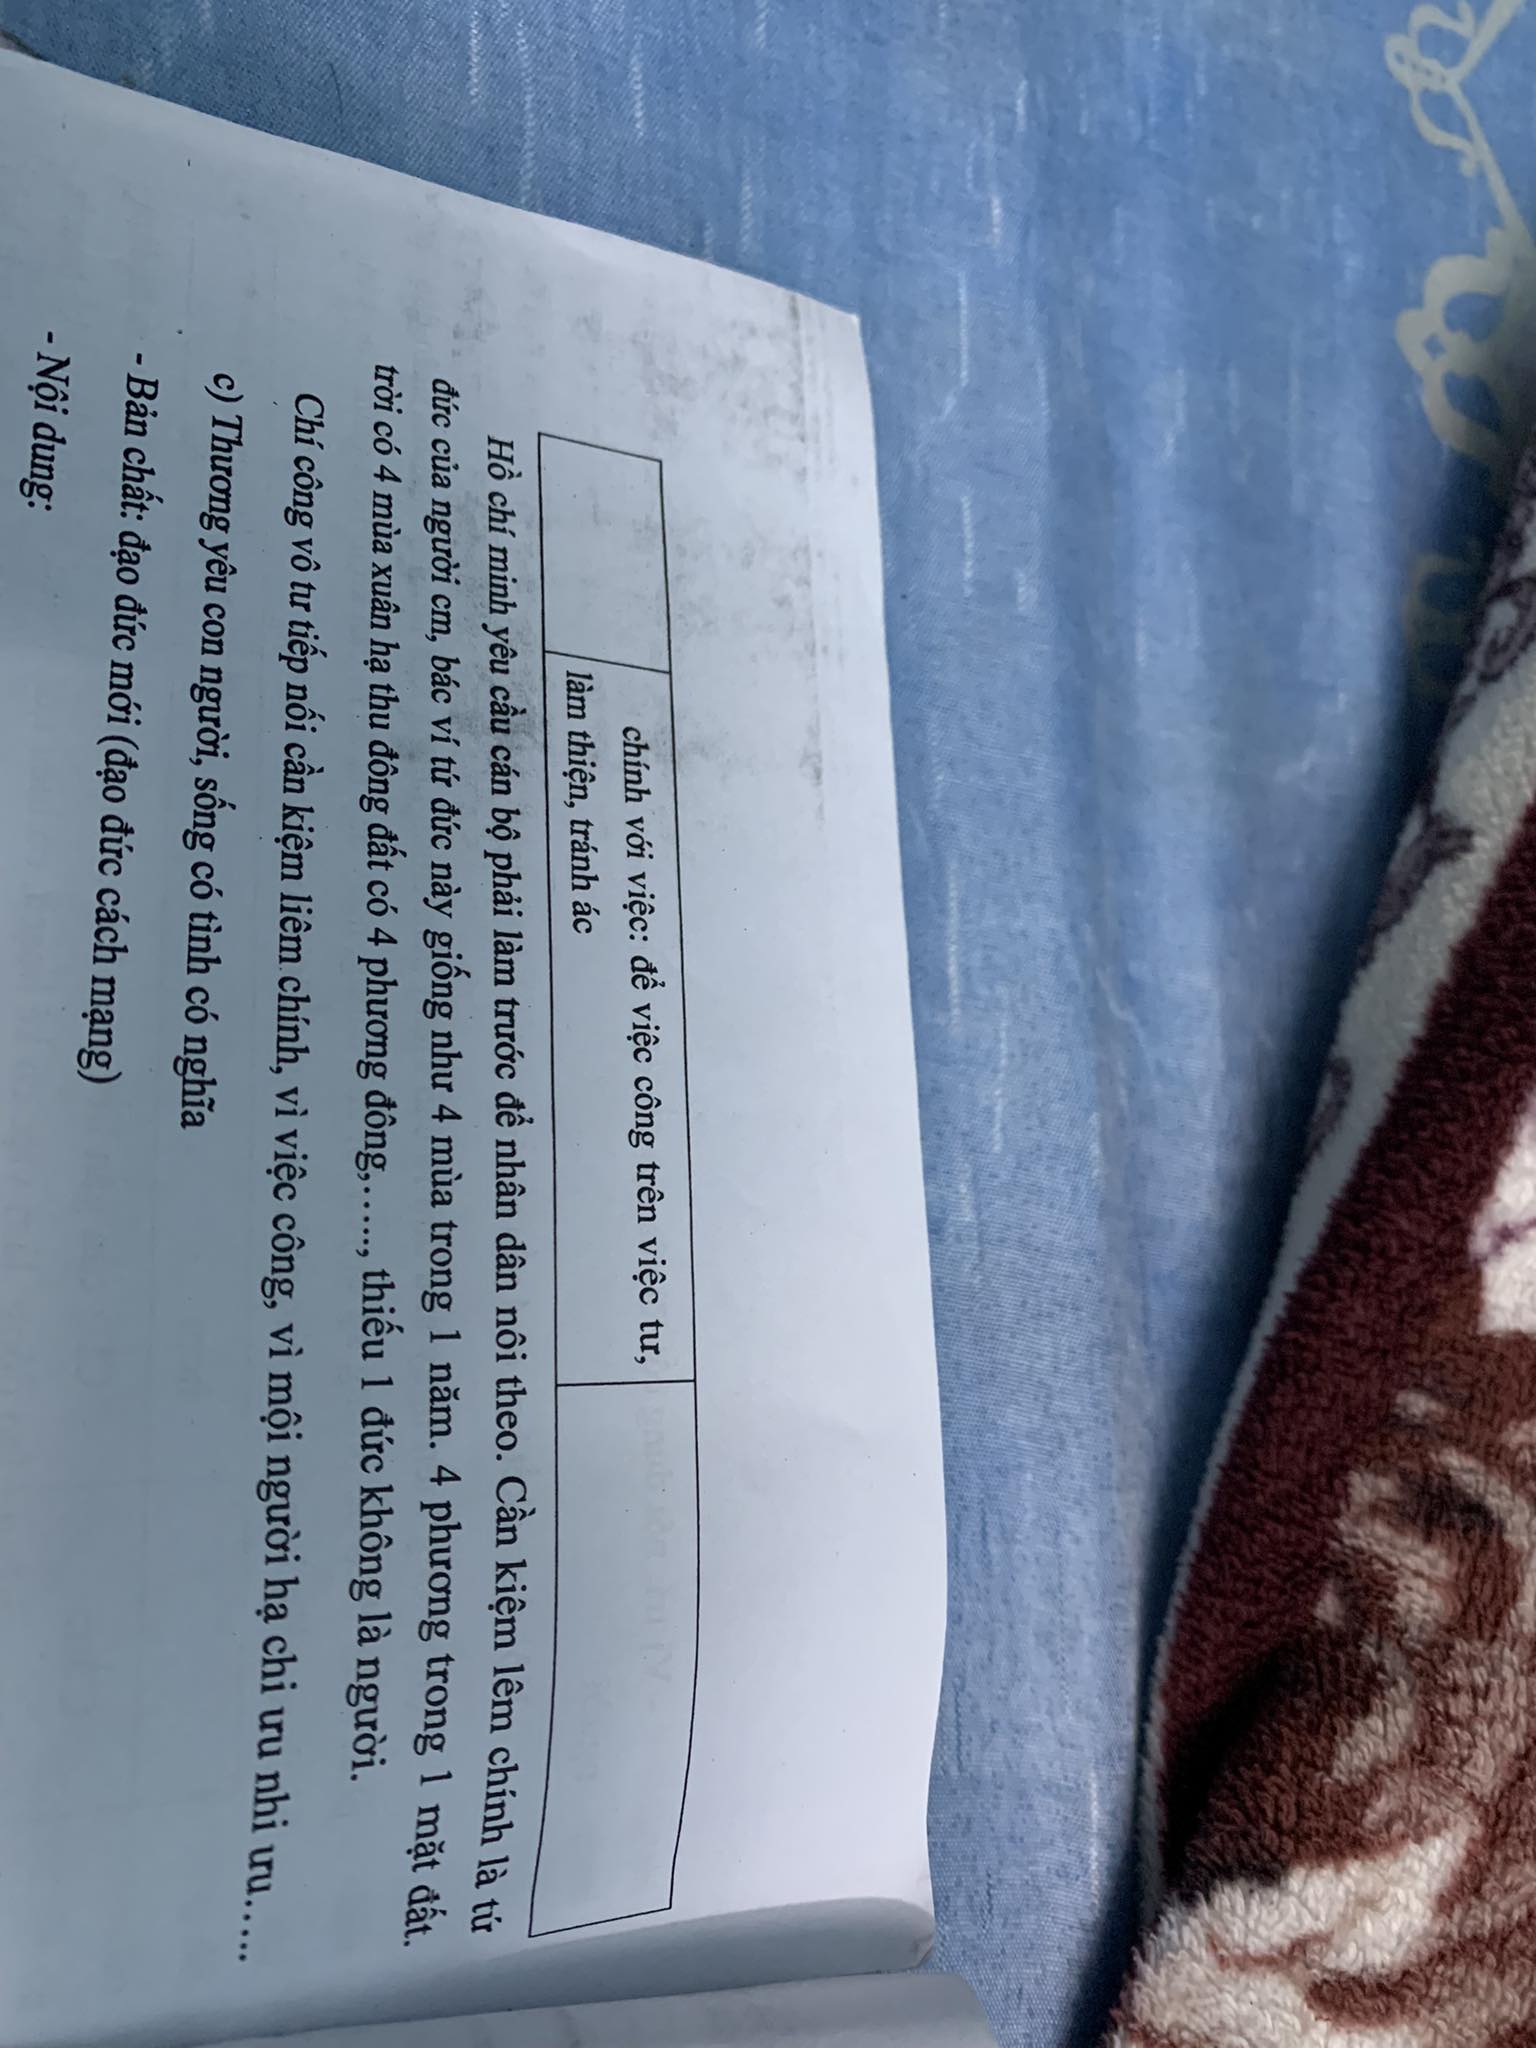 chính với việc: để việc công trên việc tư,
làm thiện, tránh ác
Hồ chí minh yêu cầu cán bộ phải làm trước để nhân dân nôi theo. Cần kiệm lêm chính là tứ
đức của người cm, bác ví tứ đức này giống như 4 mùa trong 1 năm. 4 phương trong 1 mặt đất.
trời có 4 mùa xuân hạ thu đông đất có 4 phương đông,....., thiếu 1 đức không là người.
Chí công vô tư tiếp nối cần kiệm liêm chính, vì việc công, vì mội người hạ chi ưu nhi ưu.....
c) Thương yêu con người, sống có tình có nghĩa
- Bản chất: đạo đức mới (đạo đức cách mạng)
- Nội dung: